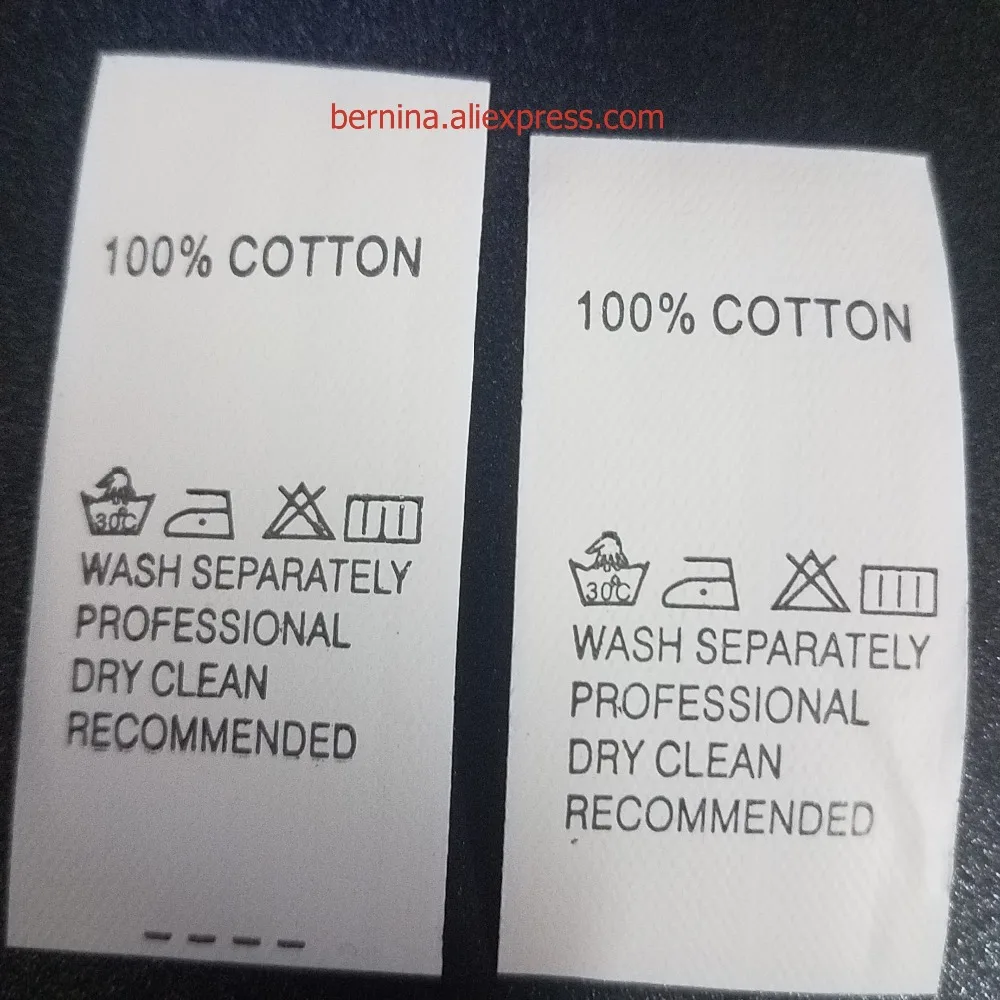 bernina.aliexpress.com
100% COTTON
30°C
WASH SEPARATELY
PROFESSIONAL
DRY CLEAN
RECOMMENDED
100% COTTON
30°C
WASH SEPARATELY
PROFESSIONAL
DRY CLEAN
RECOMMENDED